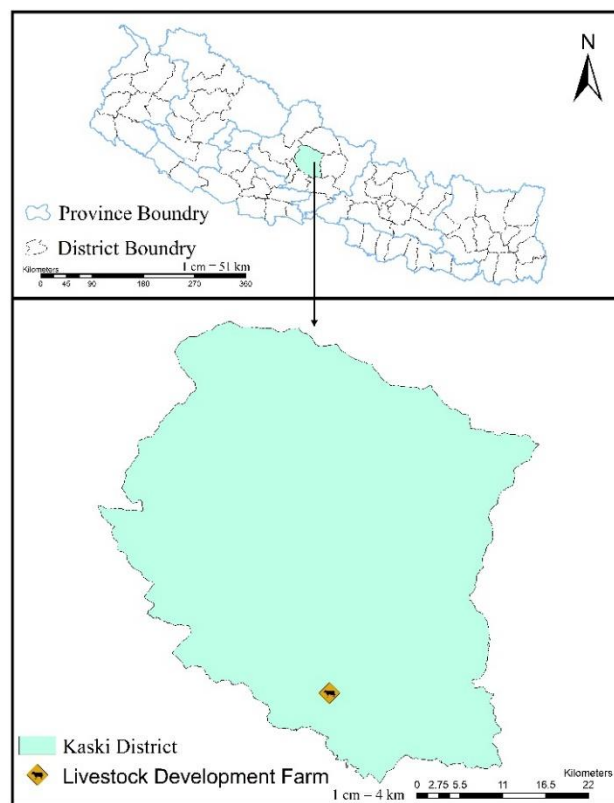 N
Province Boundry
District Boundry
Kilometers
1 cm = 51 km
0 45 90 180 270 360
Kaski District
Livestock Development Farm
Kilometers
0 2.75 5.5 11 16.5 22
1 cm – 4 km